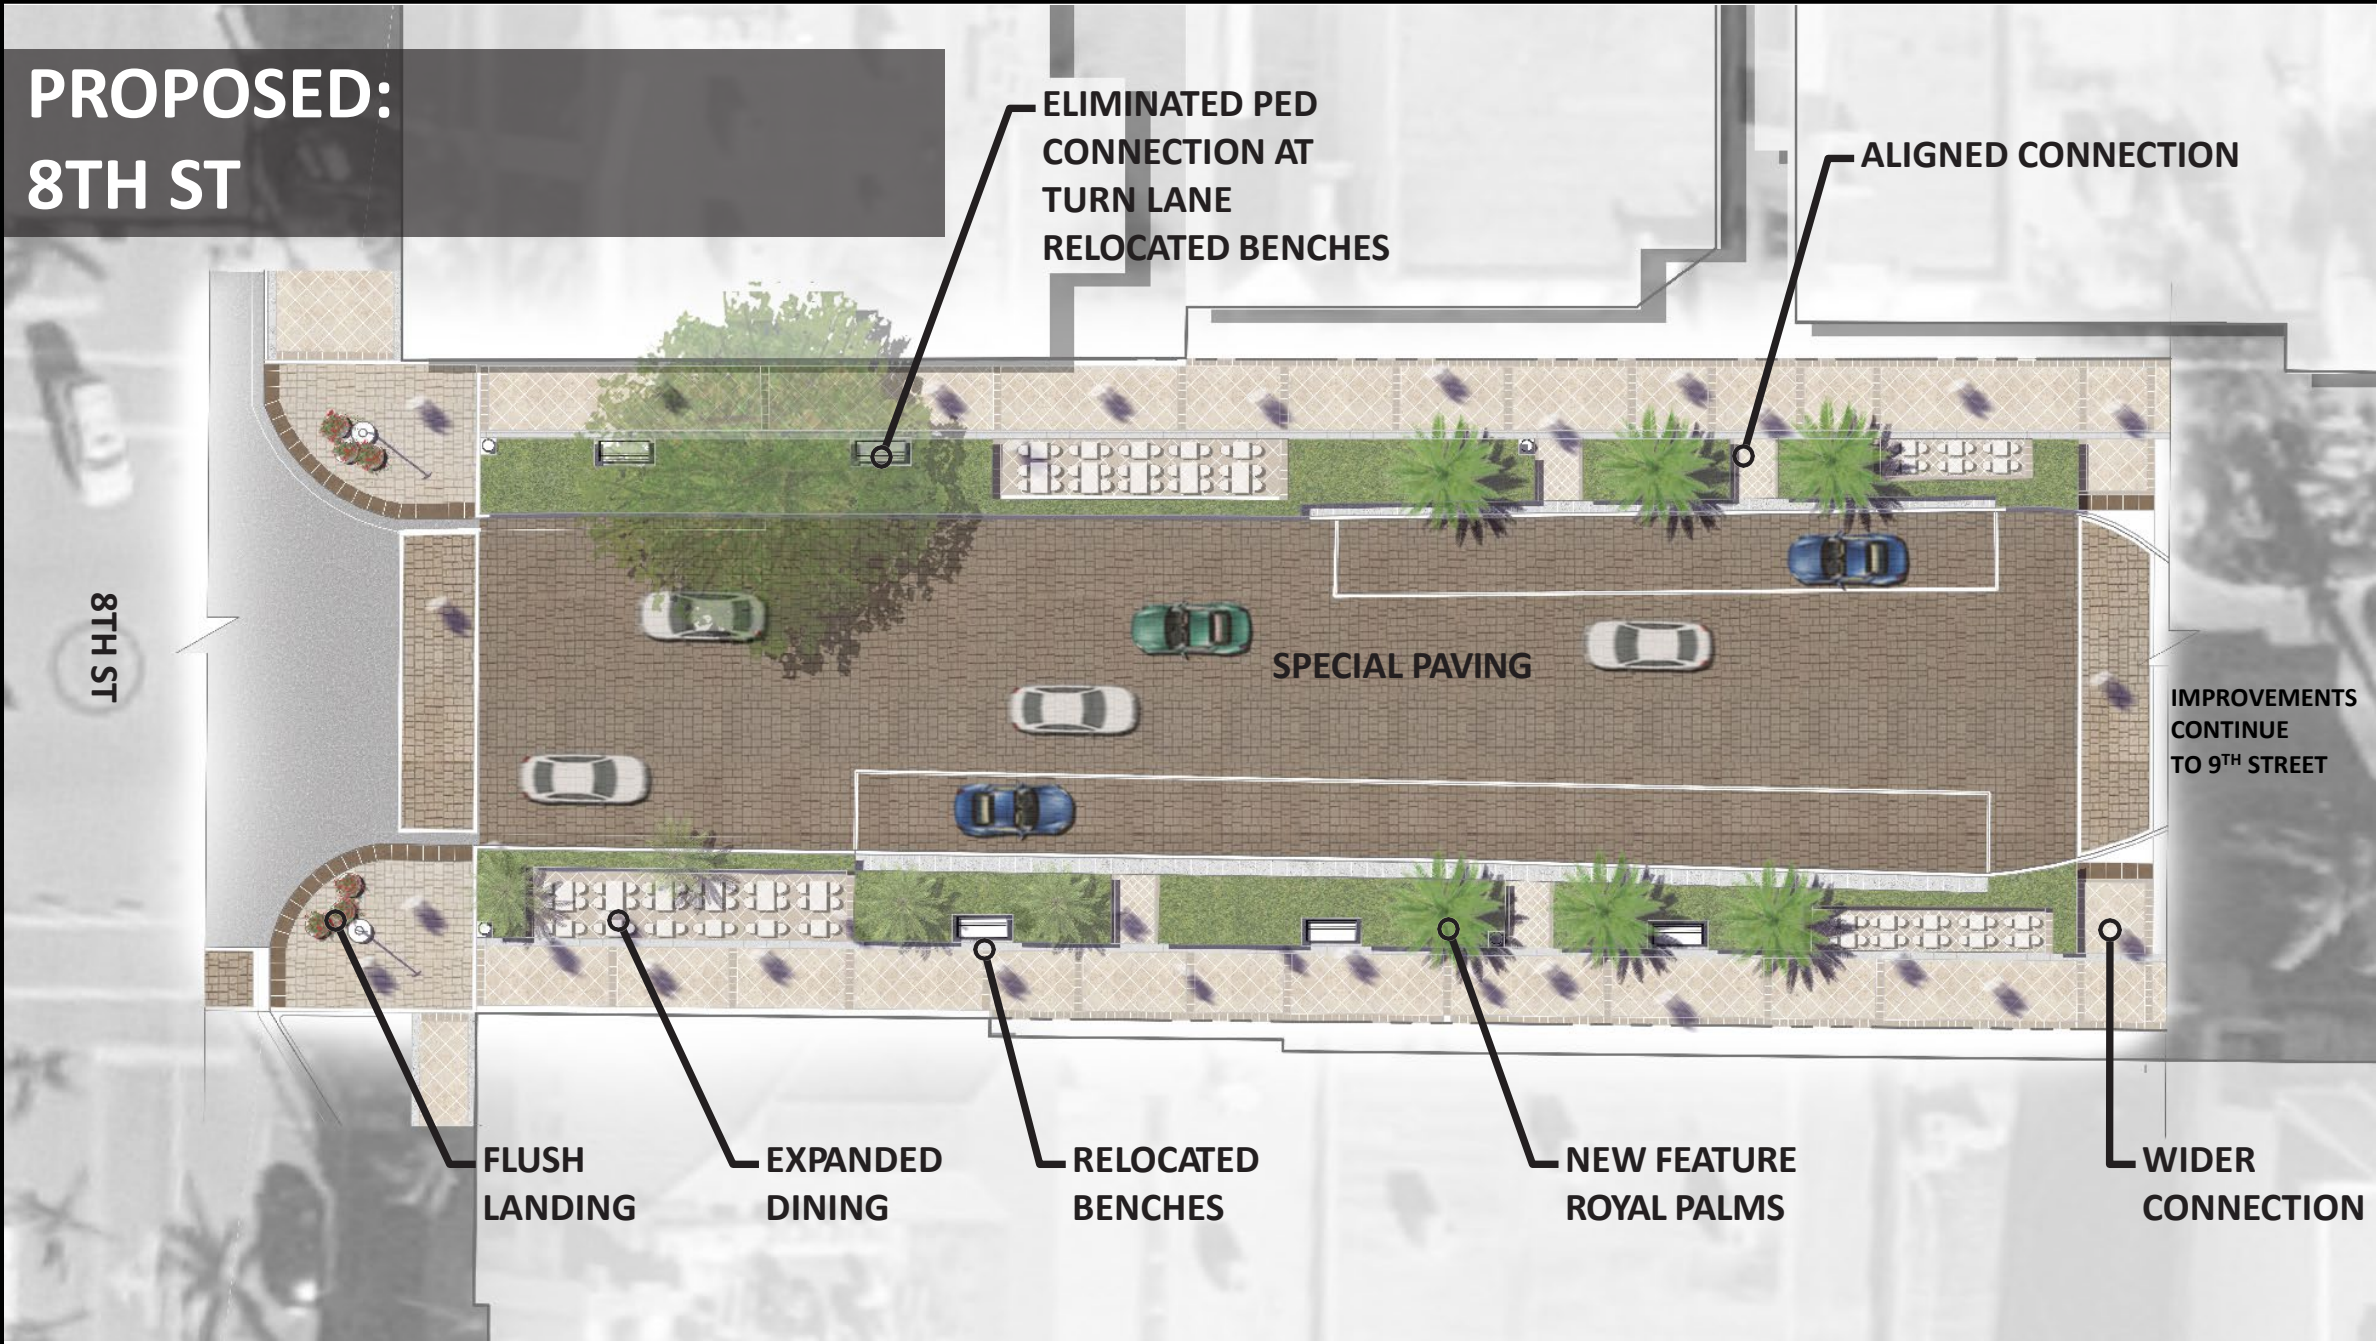 PROPOSED:
8TH ST
ELIMINATED PED
CONNECTION AT
TURN LANE
RELOCATED BENCHES
ALIGNED CONNECTION
8TH ST
SPECIAL PAVING
IMPROVEMENTS
CONTINUE
TO 9TH STREET
FLUSH
LANDING
EXPANDED
DINING
RELOCATED
BENCHES
NEW FEATURE
ROYAL PALMS
WIDER
CONNECTION